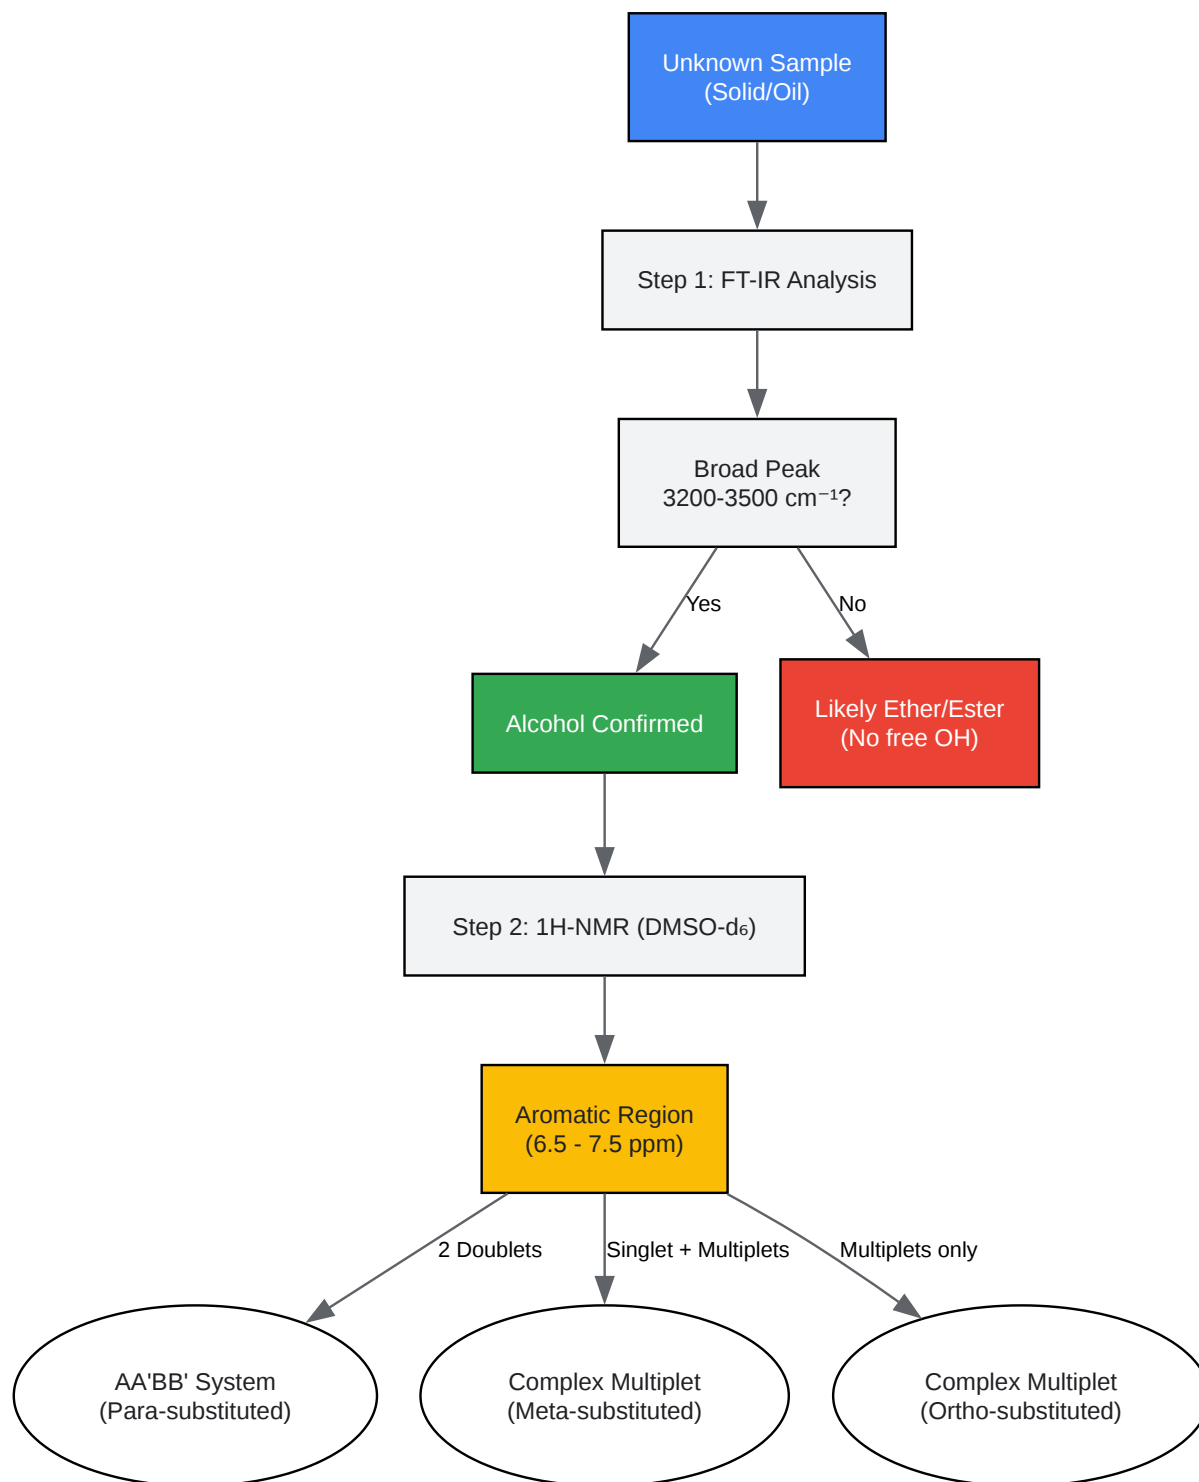 Unknown Sample
(Solid/Oil)
Step 1: FT-IR Analysis
Broad Peak
3200-3500 cm⁻¹?
Yes
No
Alcohol Confirmed
Likely Ether/Ester
(No free OH)
Step 2: 1H-NMR (DMSO-d₆)
Aromatic Region
(6.5 - 7.5 ppm)
2 Doublets
Singlet + Multiplets
Multiplets only
AA'BB' System
(Para-substituted)
Complex Multiplet
(Meta-substituted)
Complex Multiplet
(Ortho-substituted)